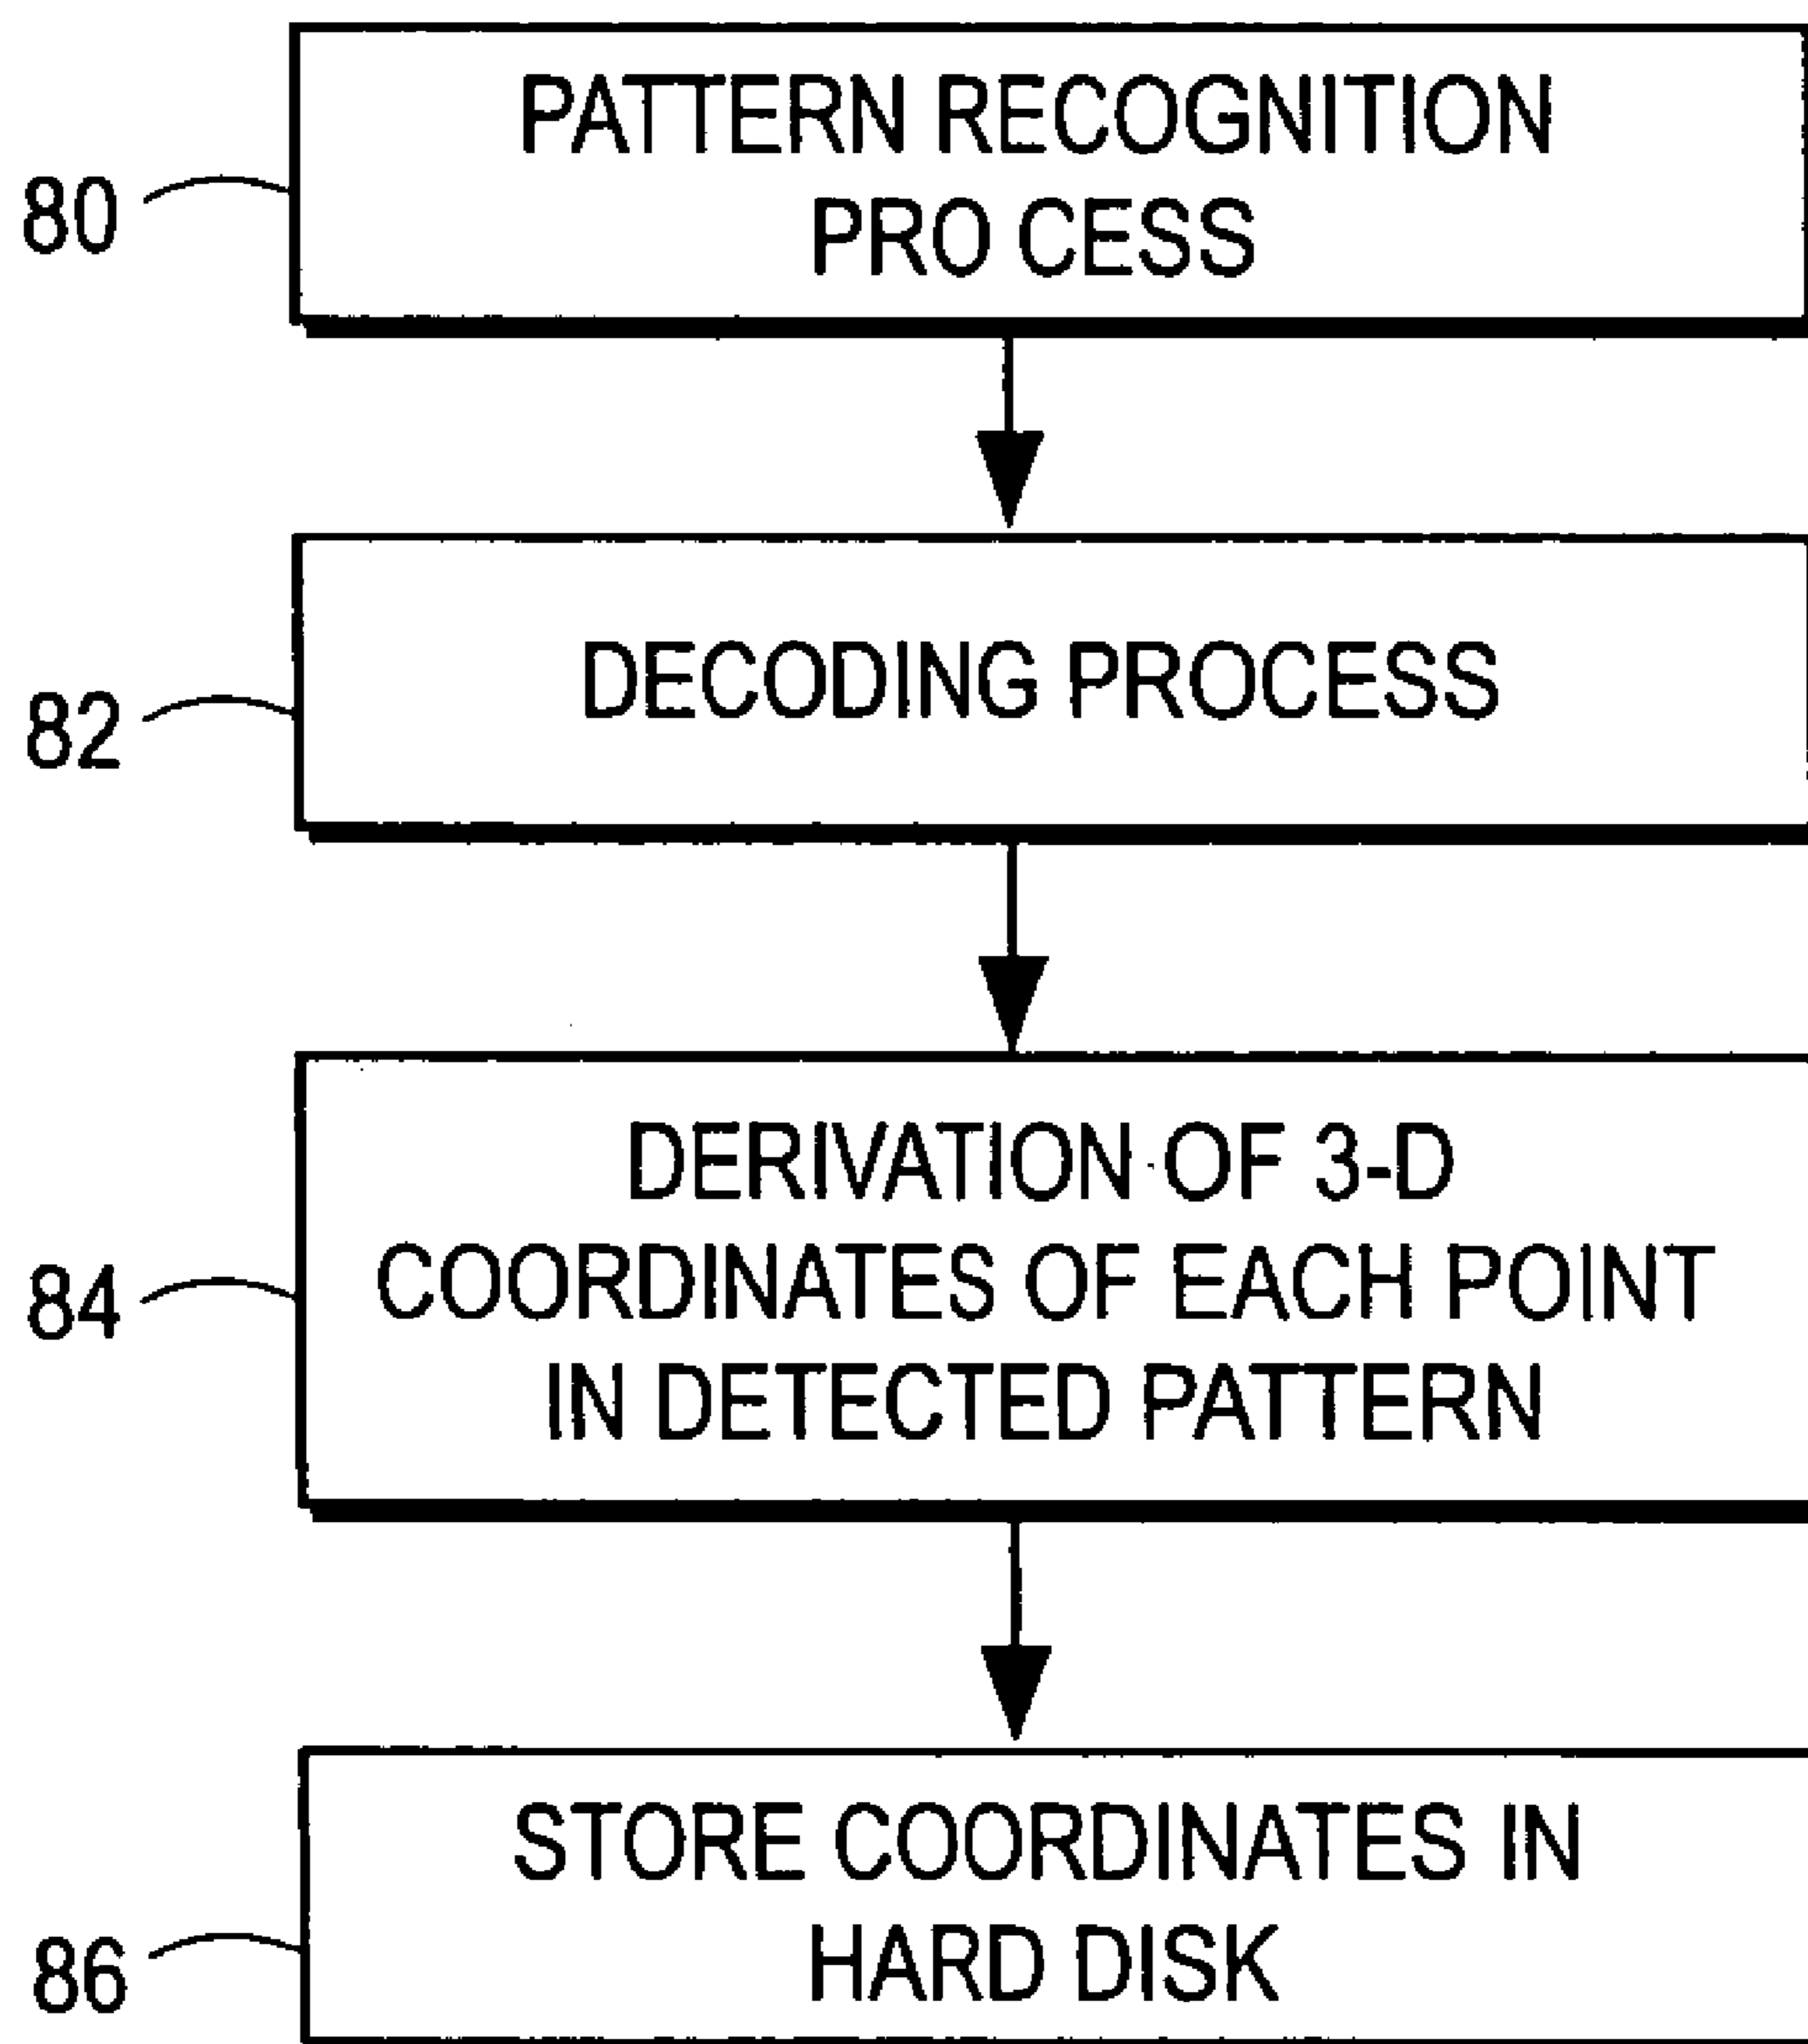 PATTERN RECOGNITION
PRO CESS
80
DECODING PROCESS
82
DERIVATION OF 3-D
COORDINATES OF EACH POINT
IN DETECTED PATTERN
84
STORE COORDINATES IN
HARD DISK
86